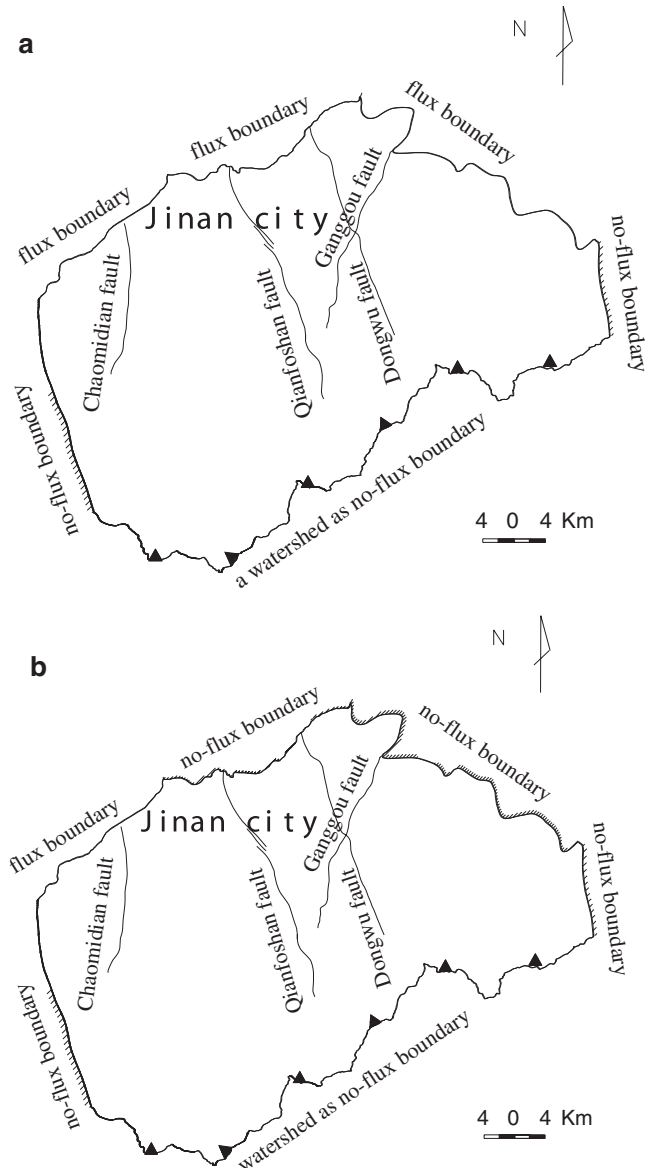 a
N
flux boundary
flux boundary
flux boundary
Jinan city
Ganggou fault
no-flux boundary
Chaomidian fault
Qianfoshan fault
Dongwu fault
no-flux boundary
a watershed as no-flux boundary
4 0 4 Km
b
N
no-flux boundary
no-flux boundary
flux boundary
Jinan city
Ganggou fault
no-flux boundary
Chaomidian fault
Qianfoshan fault
Dongwu fault
no-flux boundary
watershed as no-flux boundary
4 0 4 Km